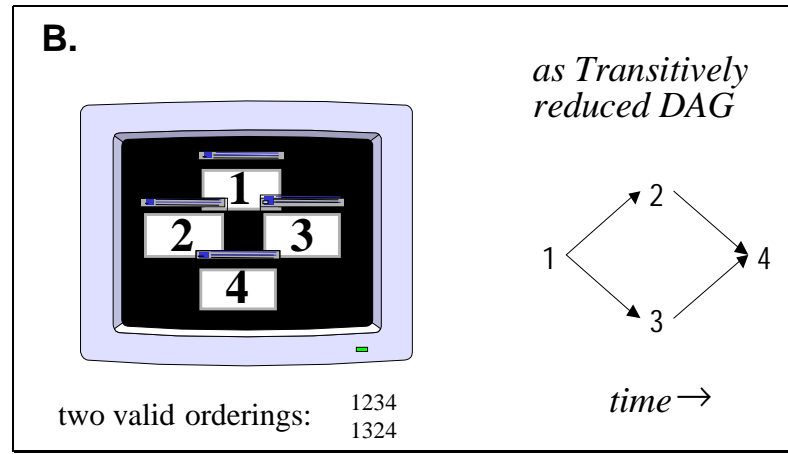 B.
as Transitively
reduced DAG
1
2
3
4
2
1
4
3
two valid orderings:
1234
1324
time →